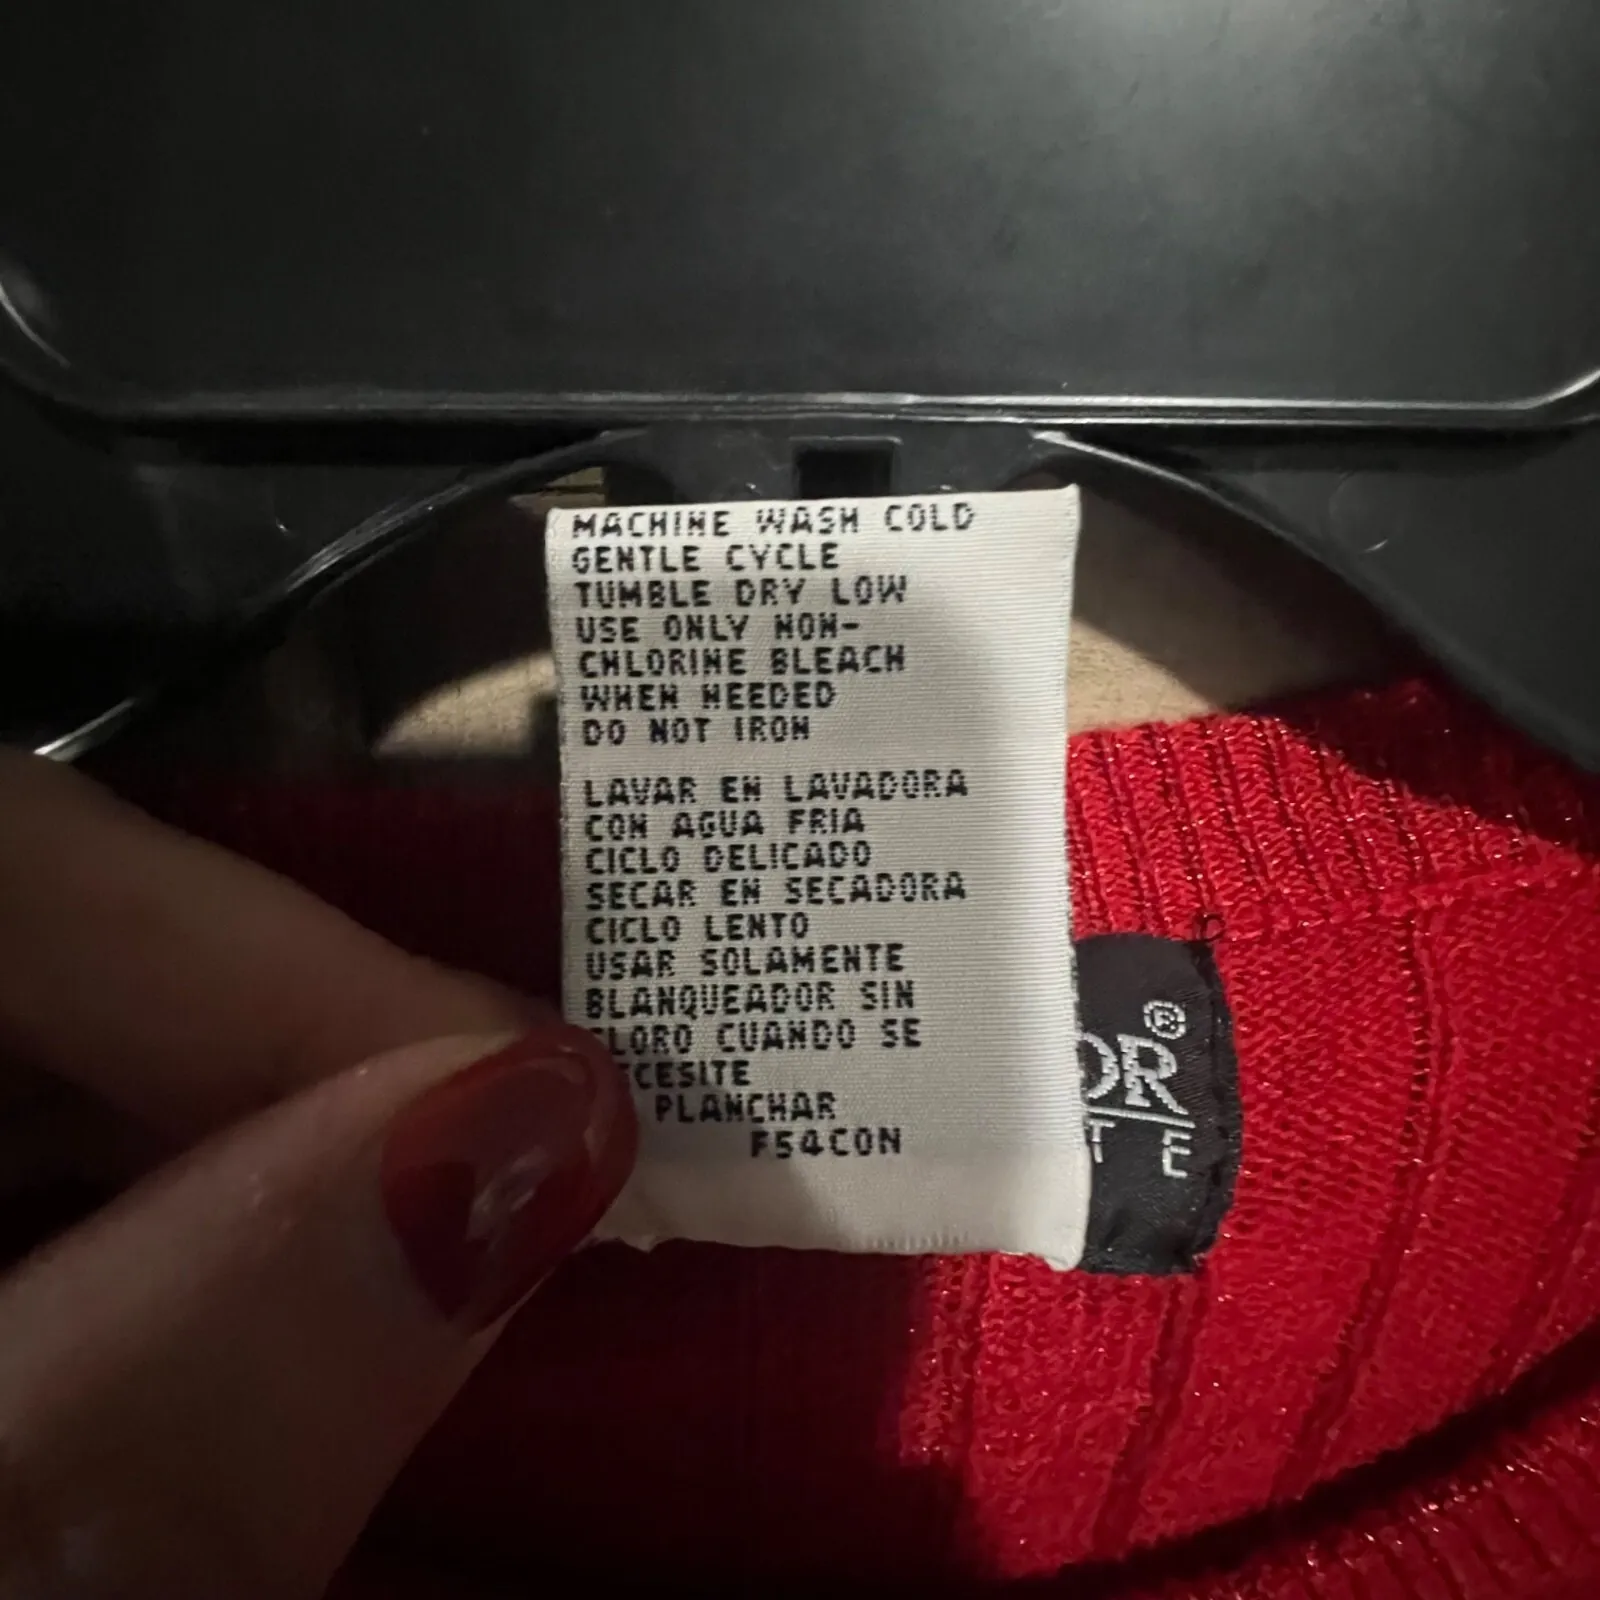 MACHINE WASH COLD
GENTLE CYCLE
TUMBLE DRY LOW
USE ONLY NON-
CHLORINE BLEACH
WHEN NEEDED
DO NOT IRON
LAVAR EN LAVADORA
CON AGUA FRIA
CICLO DELICADO
SECAR EN SECADORA
CICLO LENTO
USAR SOLAMENTE
BLANQUEADOR SIN
CLORO CUANDO SE
ECESITE
PLANCHAR
F54CON
OR®
T E